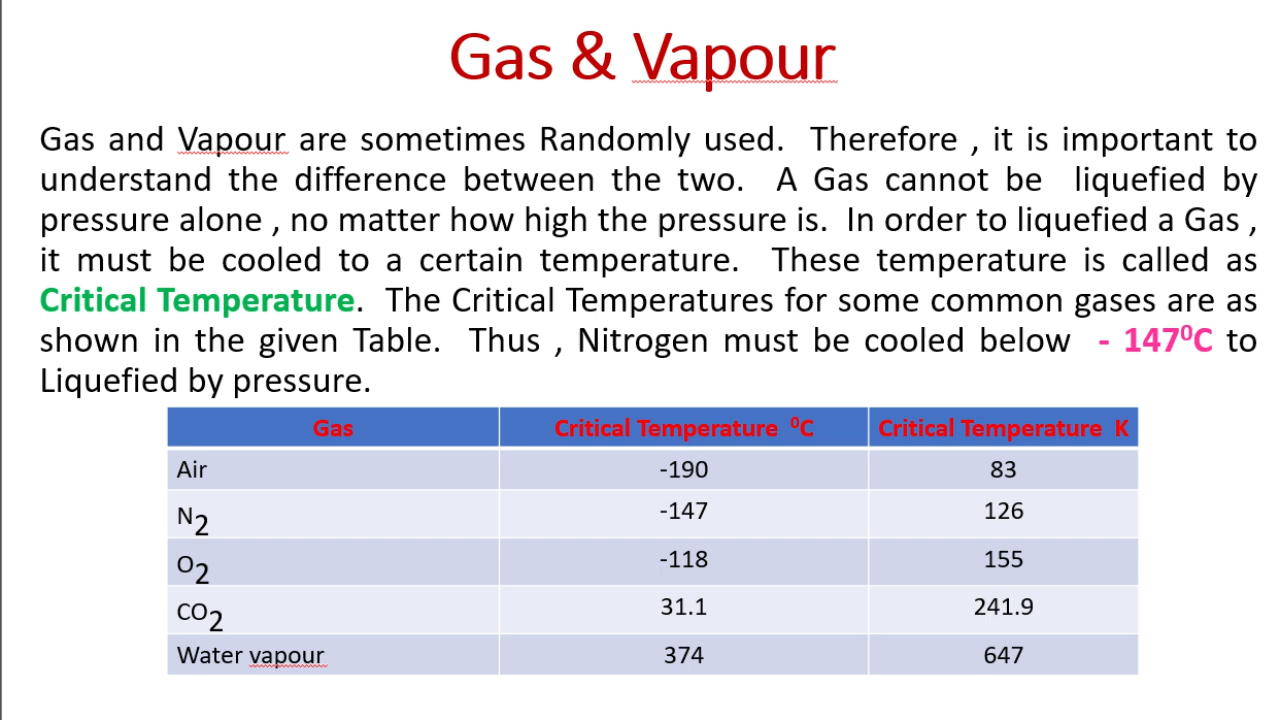 Gas & Vapour
Gas and Vapour are sometimes Randomly used. Therefore , it is important to
understand the difference between the two. A Gas cannot be liquefied by
pressure alone , no matter how high the pressure is. In order to liquefied a Gas ,
it must be cooled to a certain temperature. These temperature is called as
Critical Temperature. The Critical Temperatures for some common gases are as
shown in the given Table. Thus , Nitrogen must be cooled below - 147⁰C to
Liquefied by pressure.
Gas Critical Temperature ⁰C Critical Temperature K
Air -190 83
N₂ -147 126
O₂ -118 155
CO₂ 31.1 241.9
Water vapour 374 647